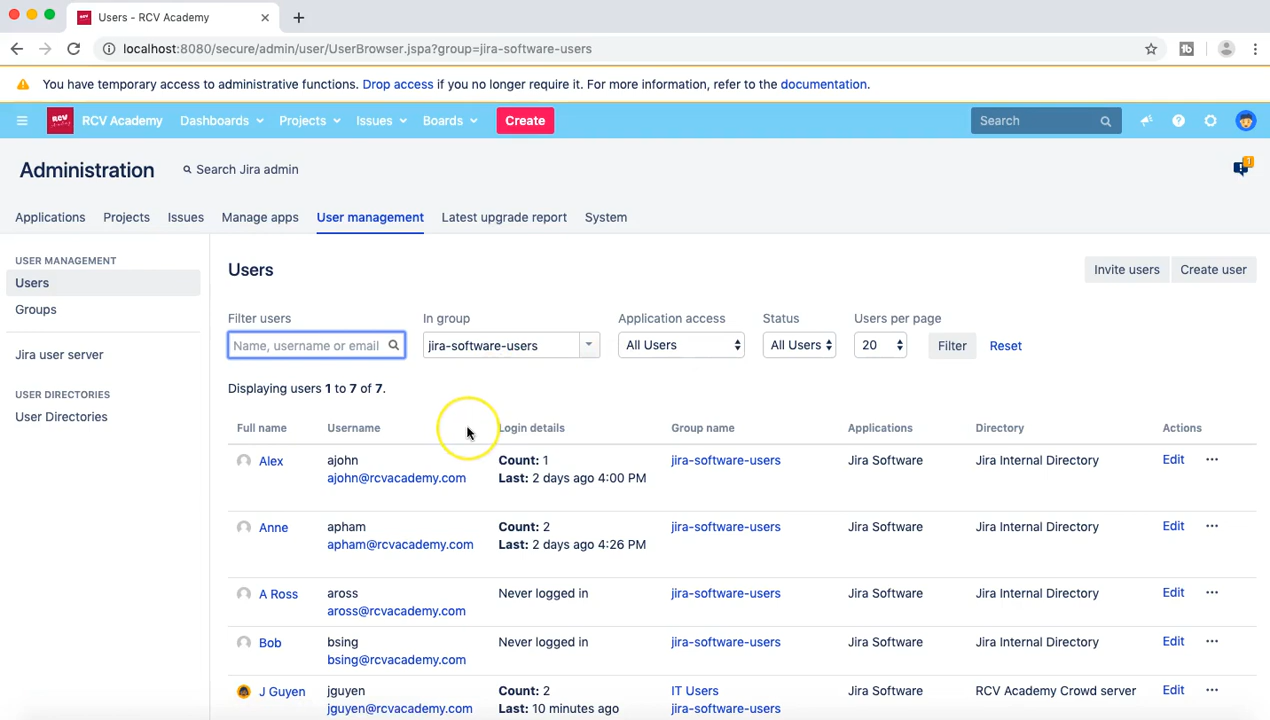 Users - RCV Academy
localhost:8080/secure/admin/user/UserBrowser.jspa?group=jira-software-users
You have temporary access to administrative functions. Drop access if you no longer require it. For more information, refer to the documentation.
RCV Academy Dashboards Projects Issues Boards Create Search
Administration Search Jira admin
Applications Projects Issues Manage apps User management Latest upgrade report System
USER MANAGEMENT
Users
Groups
Jira user server
USER DIRECTORIES
User Directories
Users Invite users Create user
Filter users In group Application access Status Users per page
Name, username or email jira-software-users All Users All Users 20 Filter Reset
Displaying users 1 to 7 of 7.
Full name Username Login details Group name Applications Directory Actions
Alex ajohn Count: 1 jira-software-users Jira Software Jira Internal Directory Edit
ajohn@rcvacademy.com Last: 2 days ago 4:00 PM
Anne apham Count: 2 jira-software-users Jira Software Jira Internal Directory Edit
apham@rcvacademy.com Last: 2 days ago 4:26 PM
A Ross aross Never logged in jira-software-users Jira Software Jira Internal Directory Edit
aross@rcvacademy.com
Bob bsing Never logged in jira-software-users Jira Software Jira Internal Directory Edit
bsing@rcvacademy.com
J Guyen jguyen Count: 2 IT Users Jira Software RCV Academy Crowd server Edit
jguyen@rcvacademy.com Last: 10 minutes ago jira-software-users